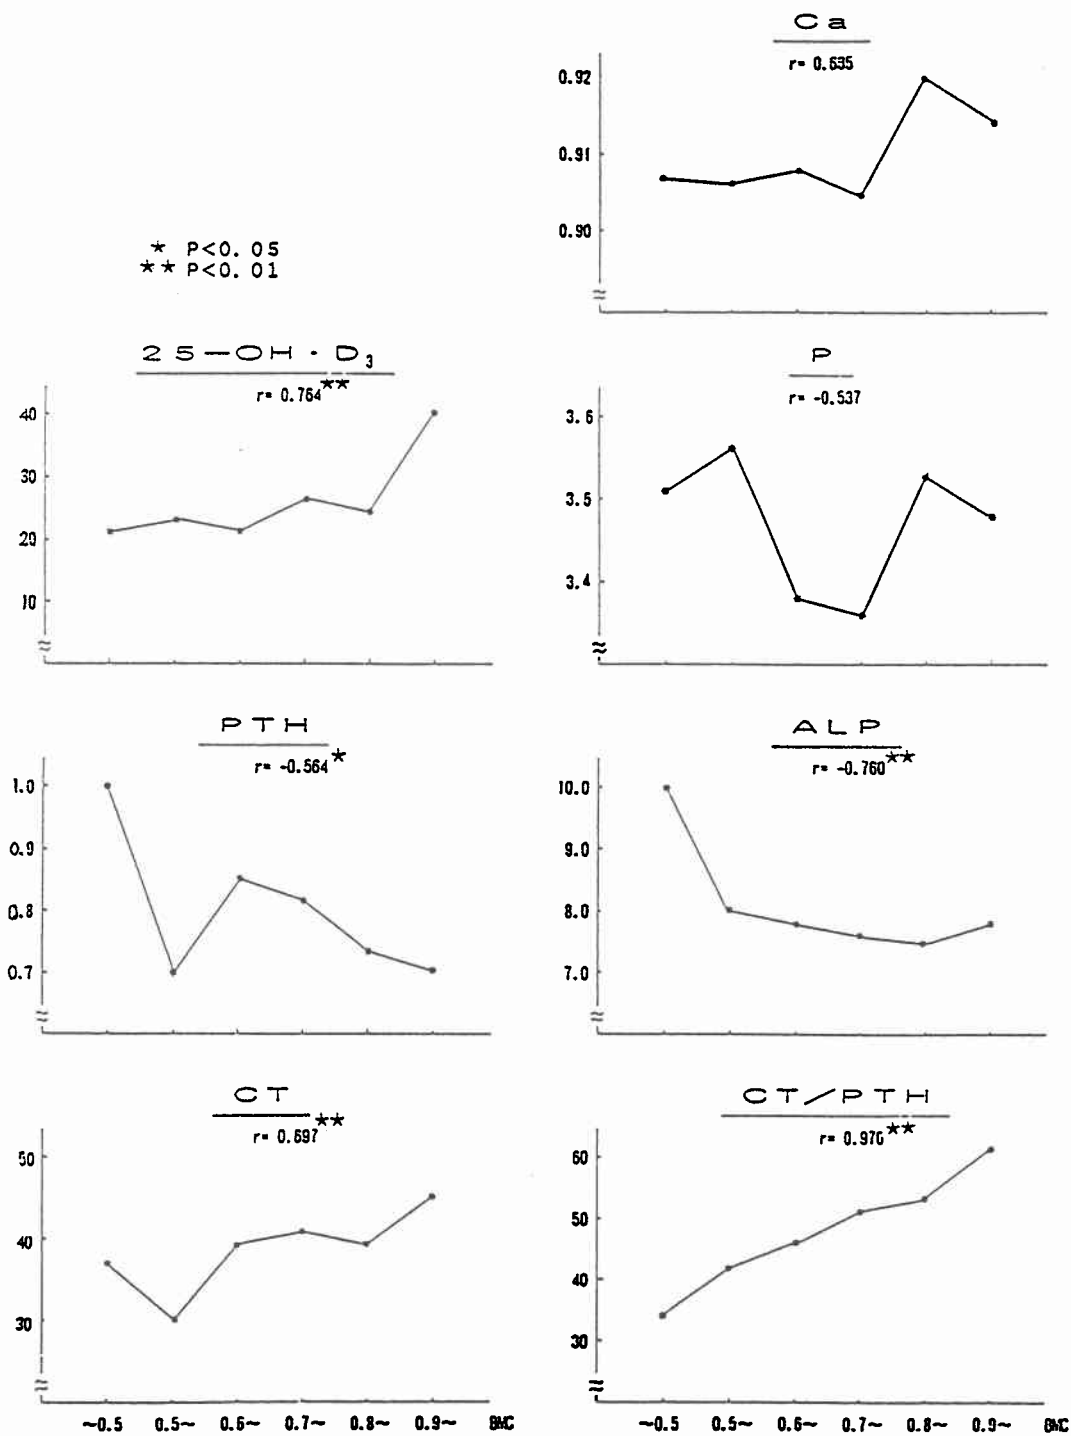 Ca
r= 0.635
0.92
0.91
0.90
* P<0.05
** P<0.01
25-OH・D₃
r= 0.764**
40
30
20
10
P
r= -0.537
3.6
3.5
3.4
PTH
r= -0.564*
1.0
0.9
0.8
0.7
ALP
r= -0.760**
10.0
9.0
8.0
7.0
CT
r= 0.697**
50
40
30
~0.5 0.5~ 0.6~ 0.7~ 0.8~ 0.9~ BMC
CT/PTH
r= 0.976**
60
50
40
30
~0.5 0.5~ 0.6~ 0.7~ 0.8~ 0.9~ BMC